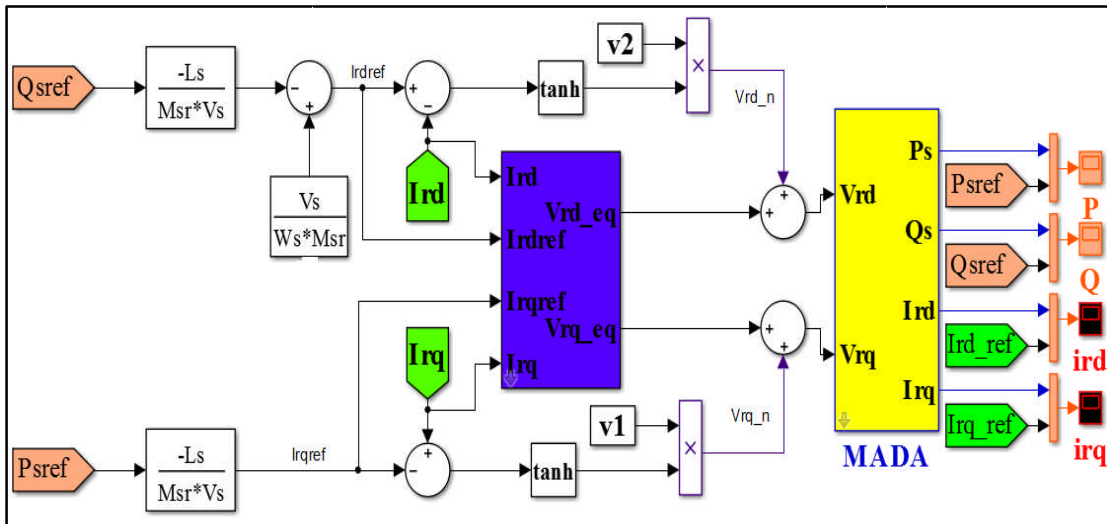 Qsref
-Ls
Msr*Vs
−
+
Irdref
+
−
tanh
v2
×
Vrd_n
Vs
Ws*Msr
Ird
Ird
Vrd_eq
Irdref
Irqref
Vrq_eq
Irq
Irq
+
+
+
+
Vrd
Ps
Qs
Ird
Vrq
Irq
MADA
Psref
P
Qsref
Q
Ird_ref
ird
Irq_ref
irq
Psref
-Ls
Msr*Vs
Irqref
+
−
tanh
v1
×
Vrq_n